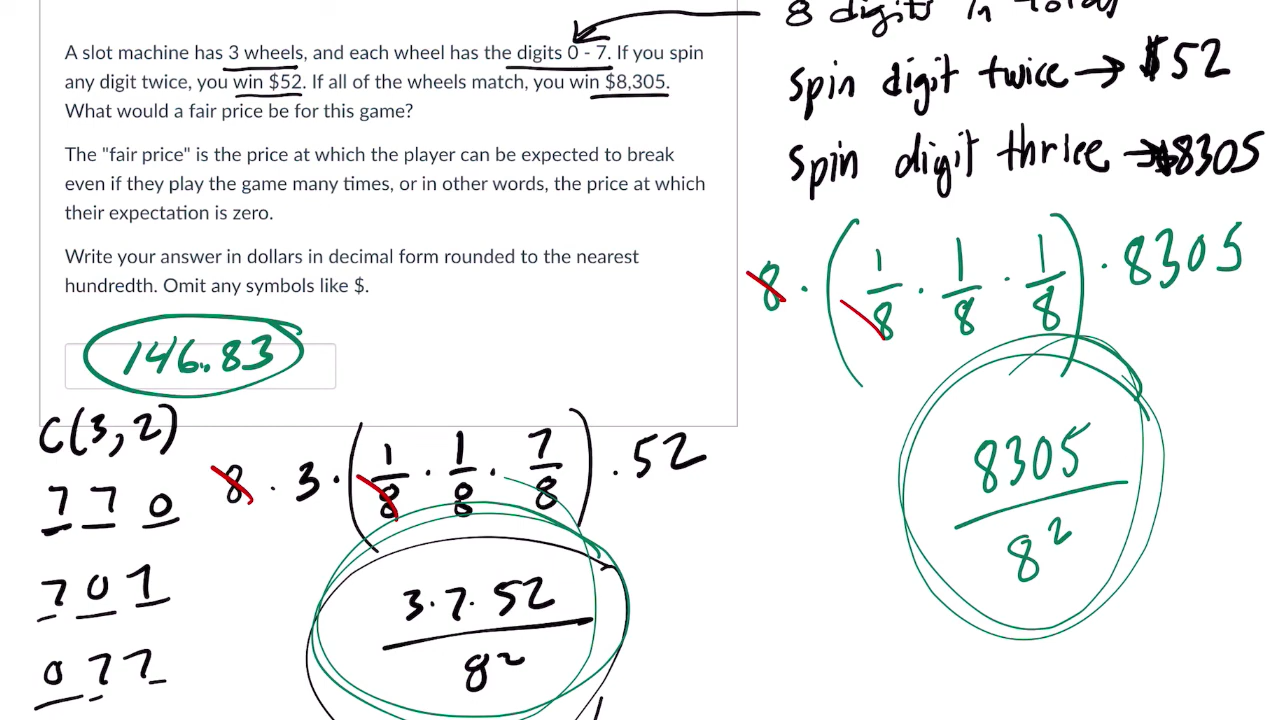 8 digits in total
A slot machine has 3 wheels, and each wheel has the digits 0 - 7. If you spin
any digit twice, you win $52. If all of the wheels match, you win $8,305.
What would a fair price be for this game?
The "fair price" is the price at which the player can be expected to break
even if they play the game many times, or in other words, the price at which
their expectation is zero.
Write your answer in dollars in decimal form rounded to the nearest
hundredth. Omit any symbols like $.
146.83
spin digit twice → $52
spin digit thrice → $8305
8 · (1/8 · 1/8 · 1/8) · 8305
8305
8²
C(3,2)
7 7 0
7 0 7
0 7 7
8 · 3 · (1/8 · 1/8 · 7/8) · 52
3·7·52
8²